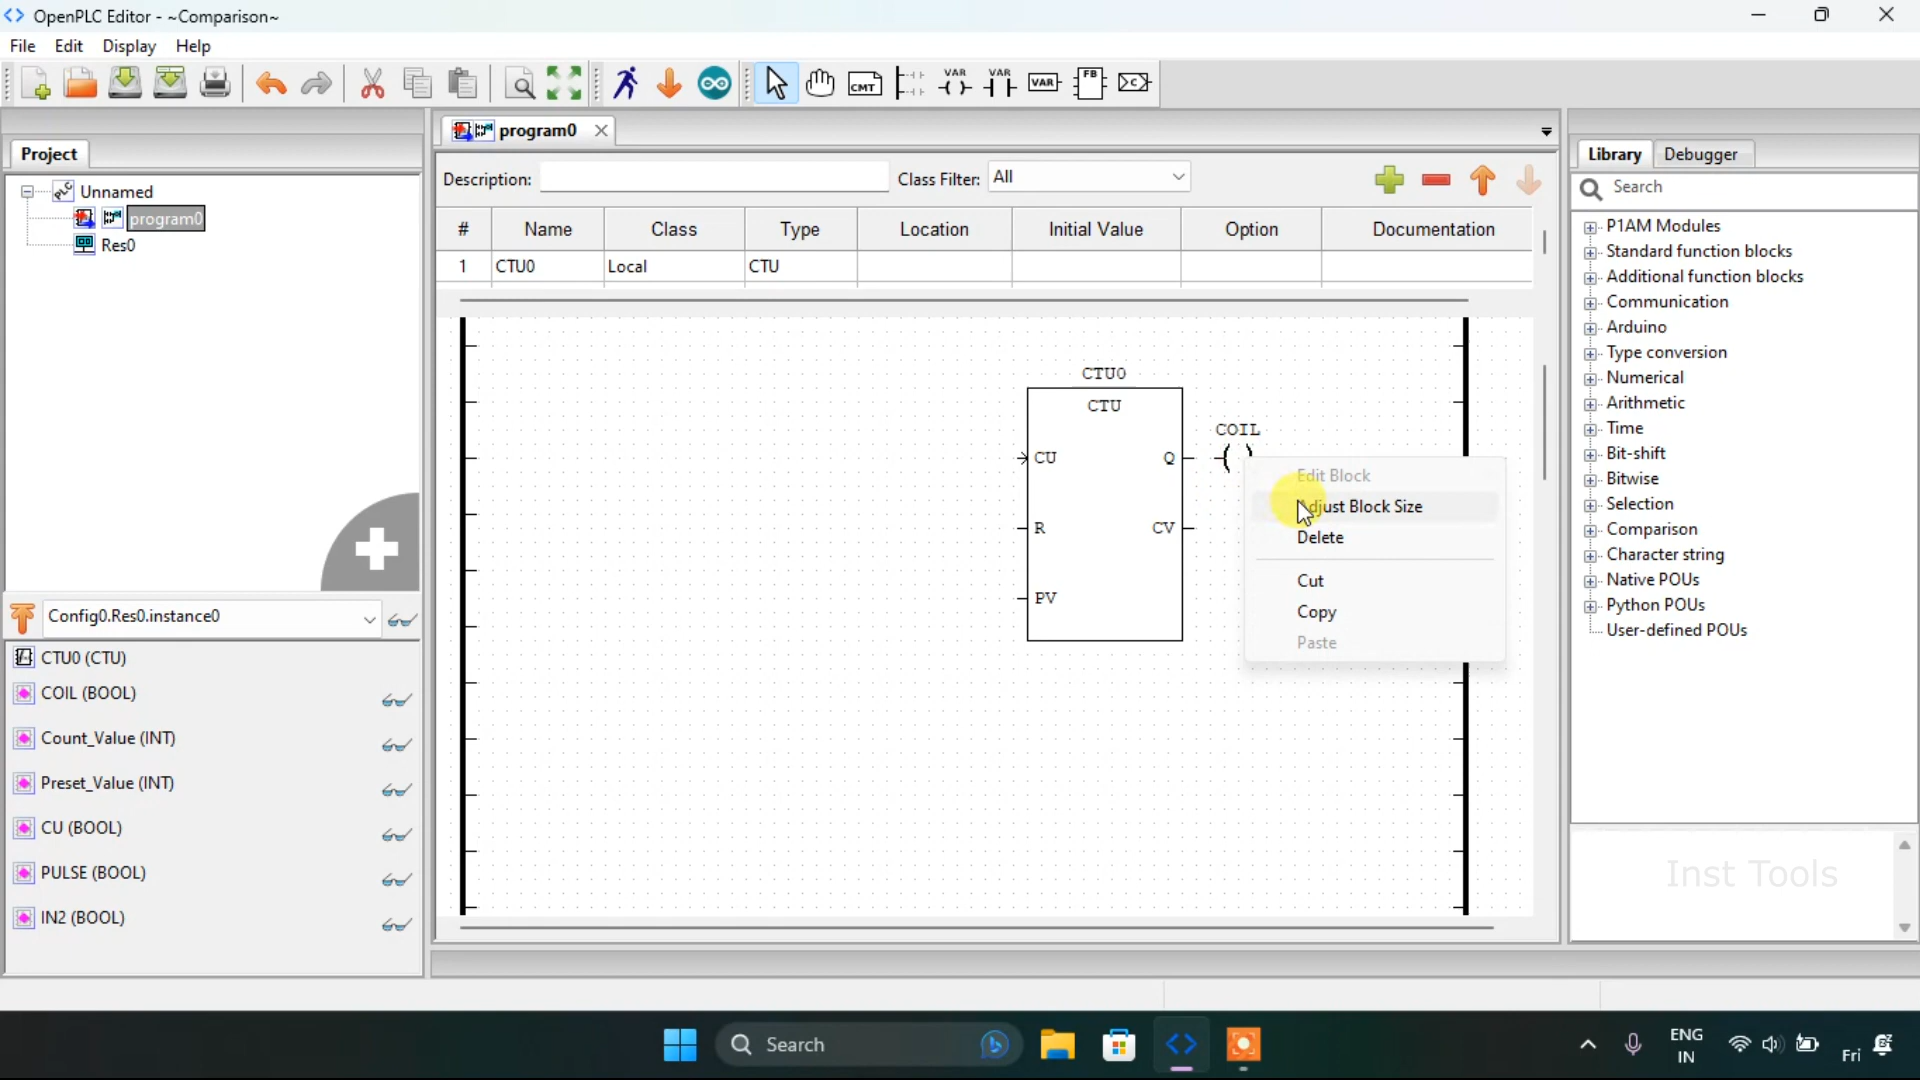 OpenPLC Editor - ~Comparison~
File Edit Display Help
CMT VAR VAR VAR FB C
Project
Unnamed
program0
Res0
Config0.Res0.instance0
CTU0 (CTU)
COIL (BOOL)
Count_Value (INT)
Preset_Value (INT)
CU (BOOL)
PULSE (BOOL)
IN2 (BOOL)
program0
Description: Class Filter: All
# Name Class Type Location Initial Value Option Documentation
1 CTU0 Local CTU
CTU0
CTU
COIL
CU Q
R CV
PV
Edit Block
Adjust Block Size
Delete
Cut
Copy
Paste
Library Debugger
Search
P1AM Modules
Standard function blocks
Additional function blocks
Communication
Arduino
Type conversion
Numerical
Arithmetic
Time
Bit-shift
Bitwise
Selection
Comparison
Character string
Native POUs
Python POUs
User-defined POUs
Inst Tools
Search
ENG
IN
Fri